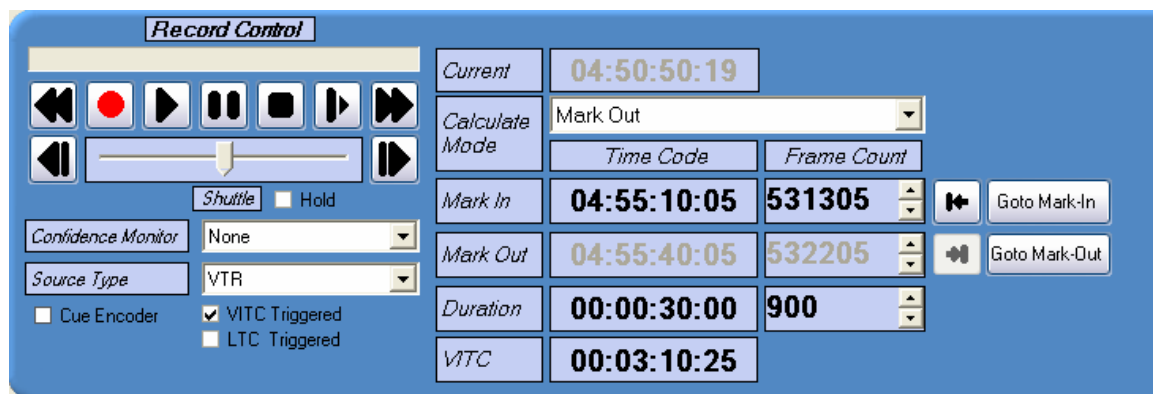 Record Control
Current
04:50:50:19
Calculate
Mode
Mark Out
Time Code
Frame Count
Shuttle
Hold
Mark In
04:55:10:05
531305
Goto Mark-In
Confidence Monitor
None
Mark Out
04:55:40:05
532205
Goto Mark-Out
Source Type
VTR
Cue Encoder
VITC Triggered
LTC Triggered
Duration
00:00:30:00
900
VITC
00:03:10:25